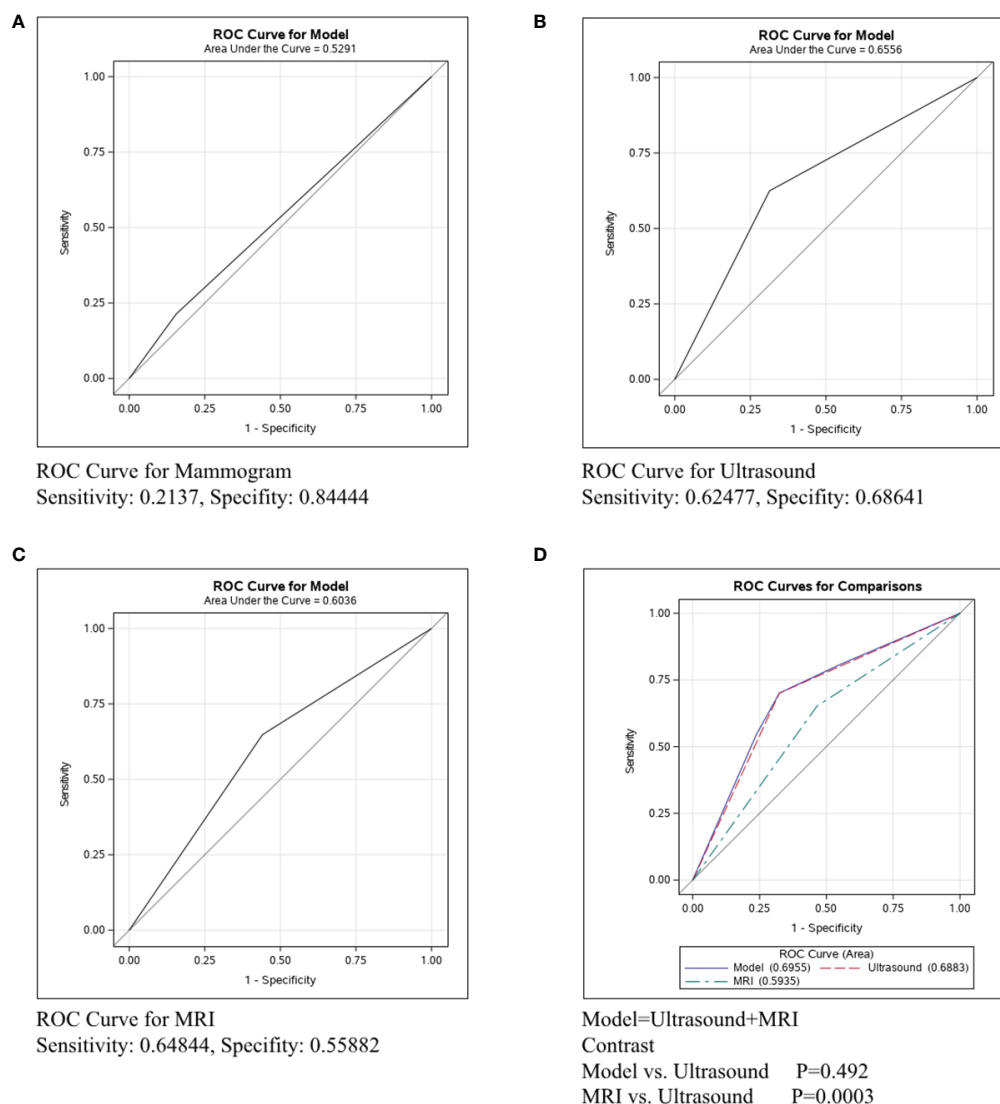 A
ROC Curve for Model
Area Under the Curve = 0.5291
1.00
0.75
0.50
0.25
0.00
Sensitivity
0.00 0.25 0.50 0.75 1.00
1 - Specificity
ROC Curve for Mammogram
Sensitivity: 0.2137, Specifity: 0.84444
B
ROC Curve for Model
Area Under the Curve = 0.6556
1.00
0.75
0.50
0.25
0.00
Sensitivity
0.00 0.25 0.50 0.75 1.00
1 - Specificity
ROC Curve for Ultrasound
Sensitivity: 0.62477, Specifity: 0.68641
C
ROC Curve for Model
Area Under the Curve = 0.6036
1.00
0.75
0.50
0.25
0.00
Sensitivity
0.00 0.25 0.50 0.75 1.00
1 - Specificity
ROC Curve for MRI
Sensitivity: 0.64844, Specifity: 0.55882
D
ROC Curves for Comparisons
1.00
0.75
0.50
0.25
0.00
Sensitivity
0.00 0.25 0.50 0.75 1.00
1 - Specificity
ROC Curve (Area)
Model (0.6955) Ultrasound (0.6883)
MRI (0.5935)
Model=Ultrasound+MRI
Contrast
Model vs. Ultrasound P=0.492
MRI vs. Ultrasound P=0.0003